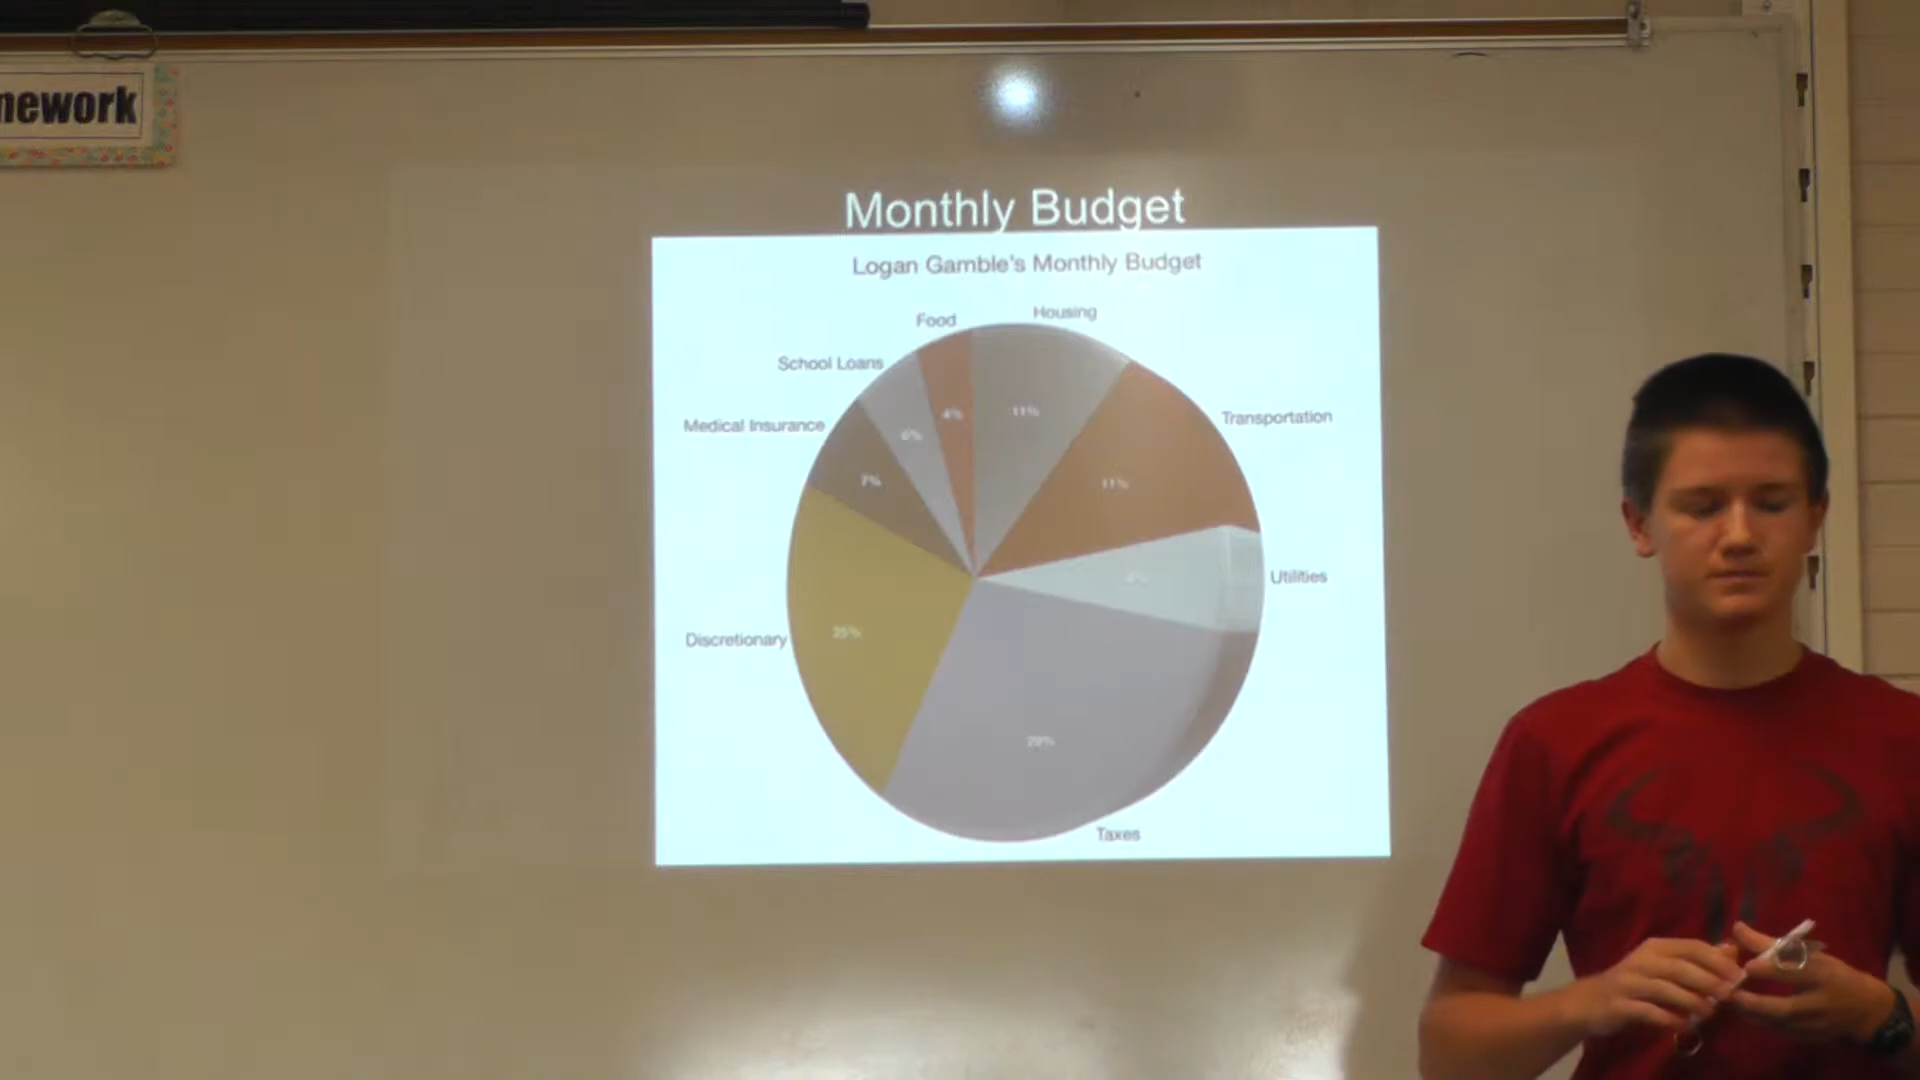 nework
Monthly Budget
Logan Gamble's Monthly Budget
Housing
Food
School Loans
Transportation
Medical Insurance
4%
11%
6%
7%
11%
Utilities
25%
Discretionary
29%
Taxes